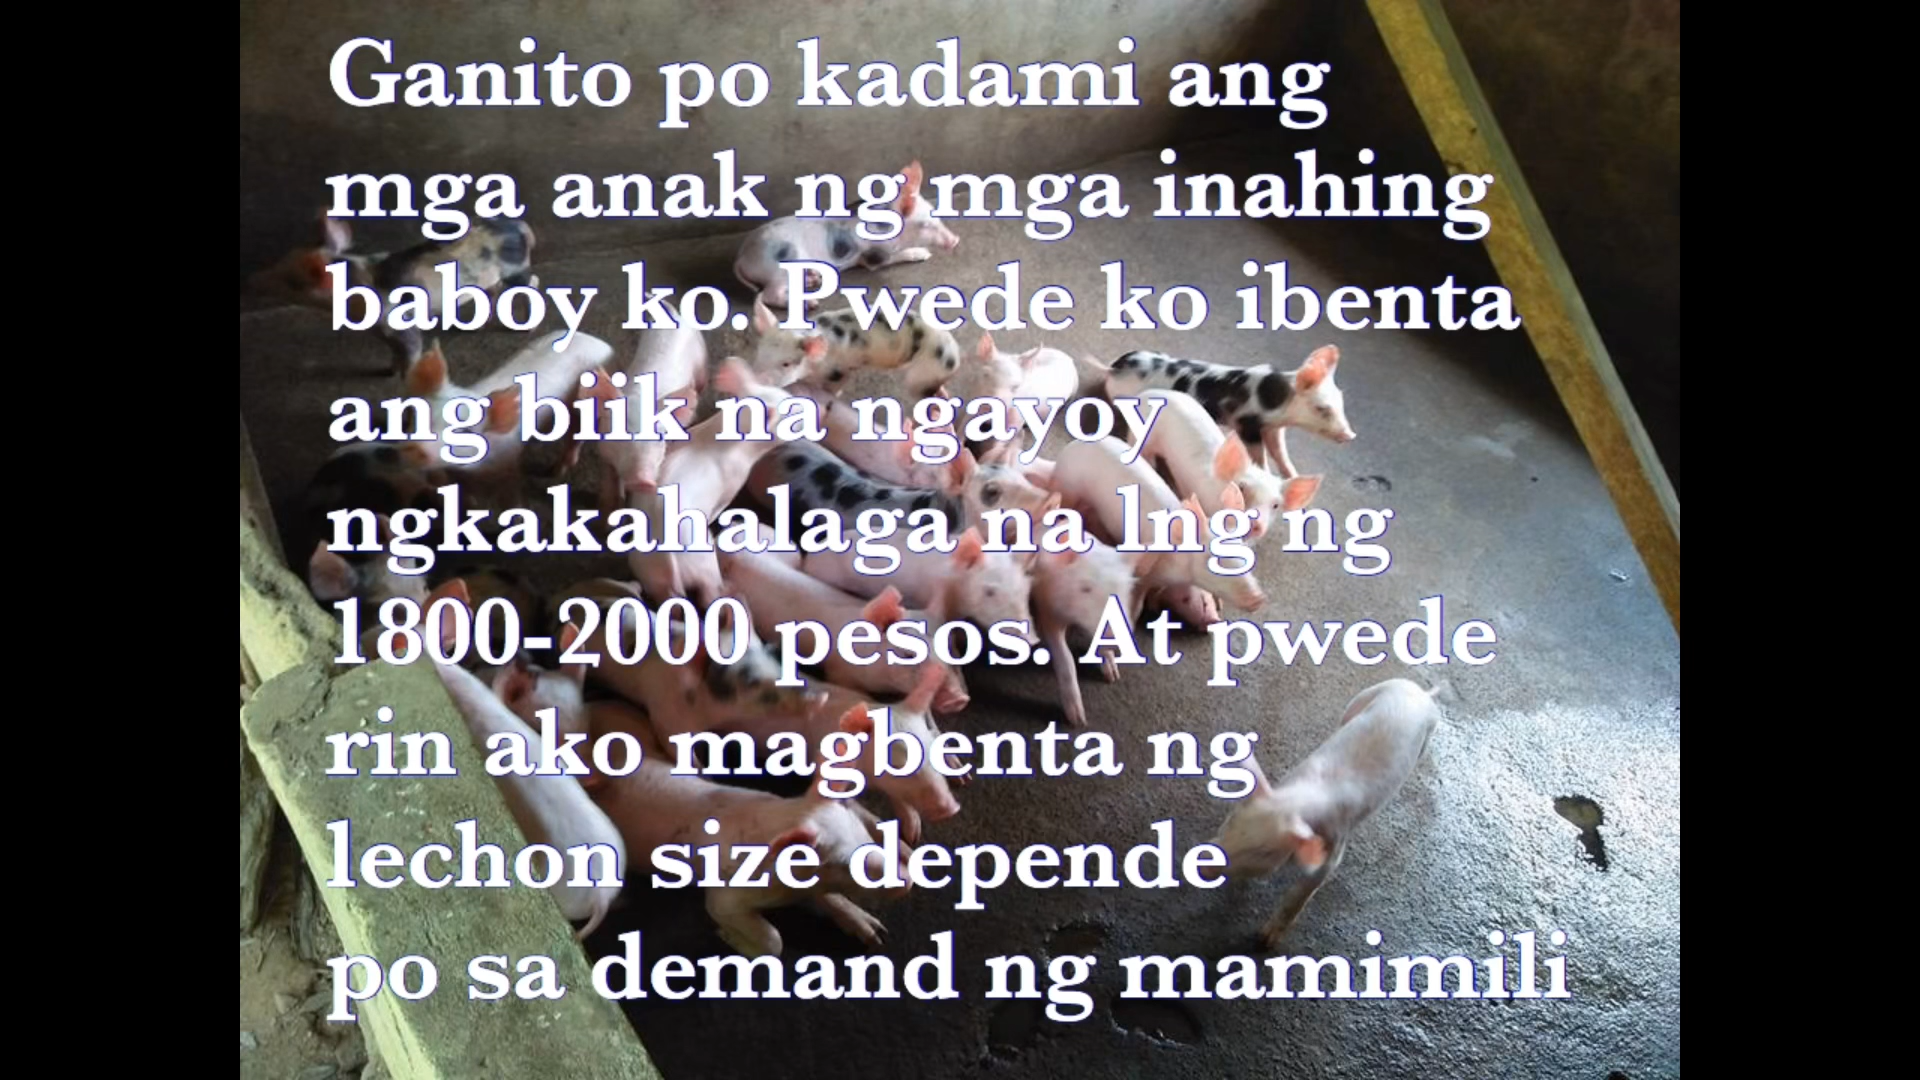 Ganito po kadami ang
mga anak ng mga inahing
baboy ko. Pwede ko ibenta
ang biik na ngayoy
ngkakahalaga na lng ng
1800-2000 pesos. At pwede
rin ako magbenta ng
lechon size depende
po sa demand ng mamimili